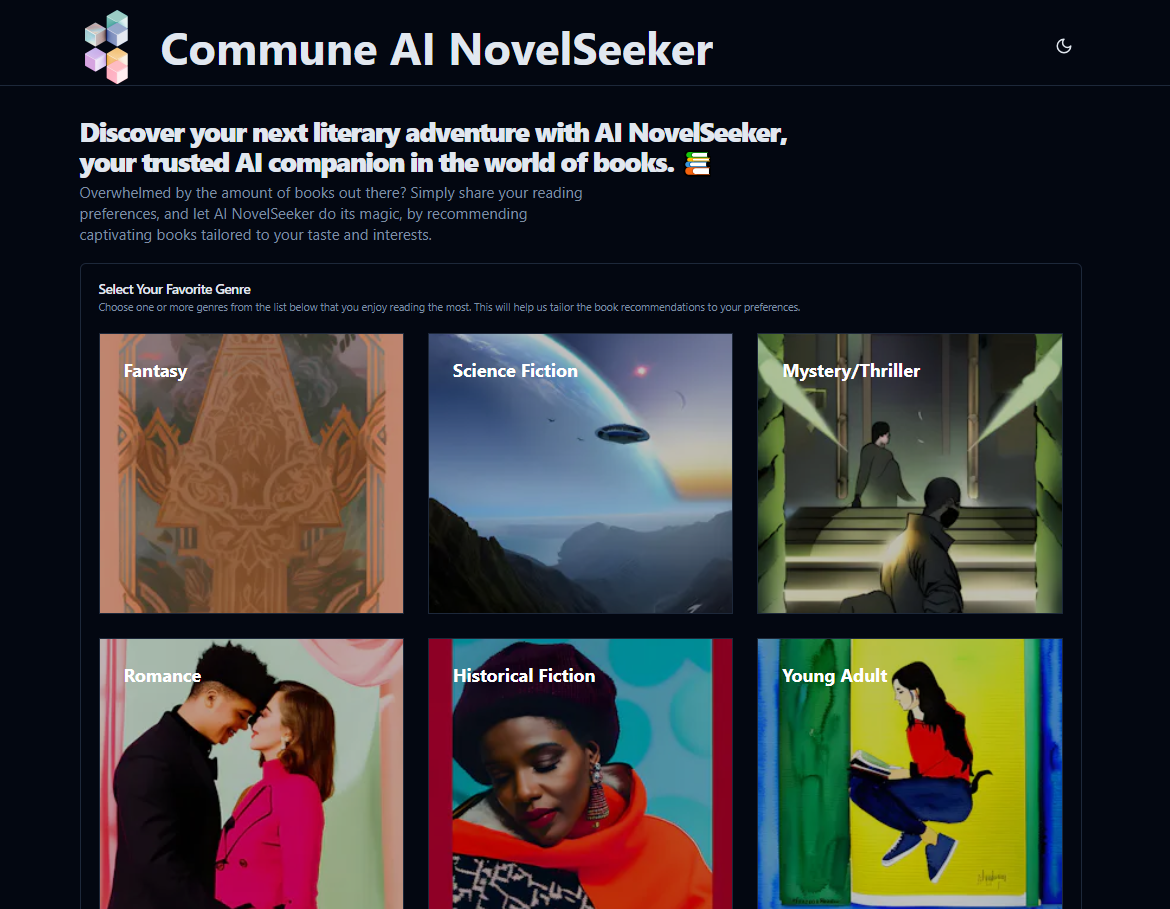 Commune AI NovelSeeker
Discover your next literary adventure with AI NovelSeeker,
your trusted AI companion in the world of books. 📚
Overwhelmed by the amount of books out there? Simply share your reading
preferences, and let AI NovelSeeker do its magic, by recommending
captivating books tailored to your taste and interests.
Select Your Favorite Genre
Choose one or more genres from the list below that you enjoy reading the most. This will help us tailor the book recommendations to your preferences.
Fantasy
Science Fiction
Mystery/Thriller
Romance
Historical Fiction
Young Adult